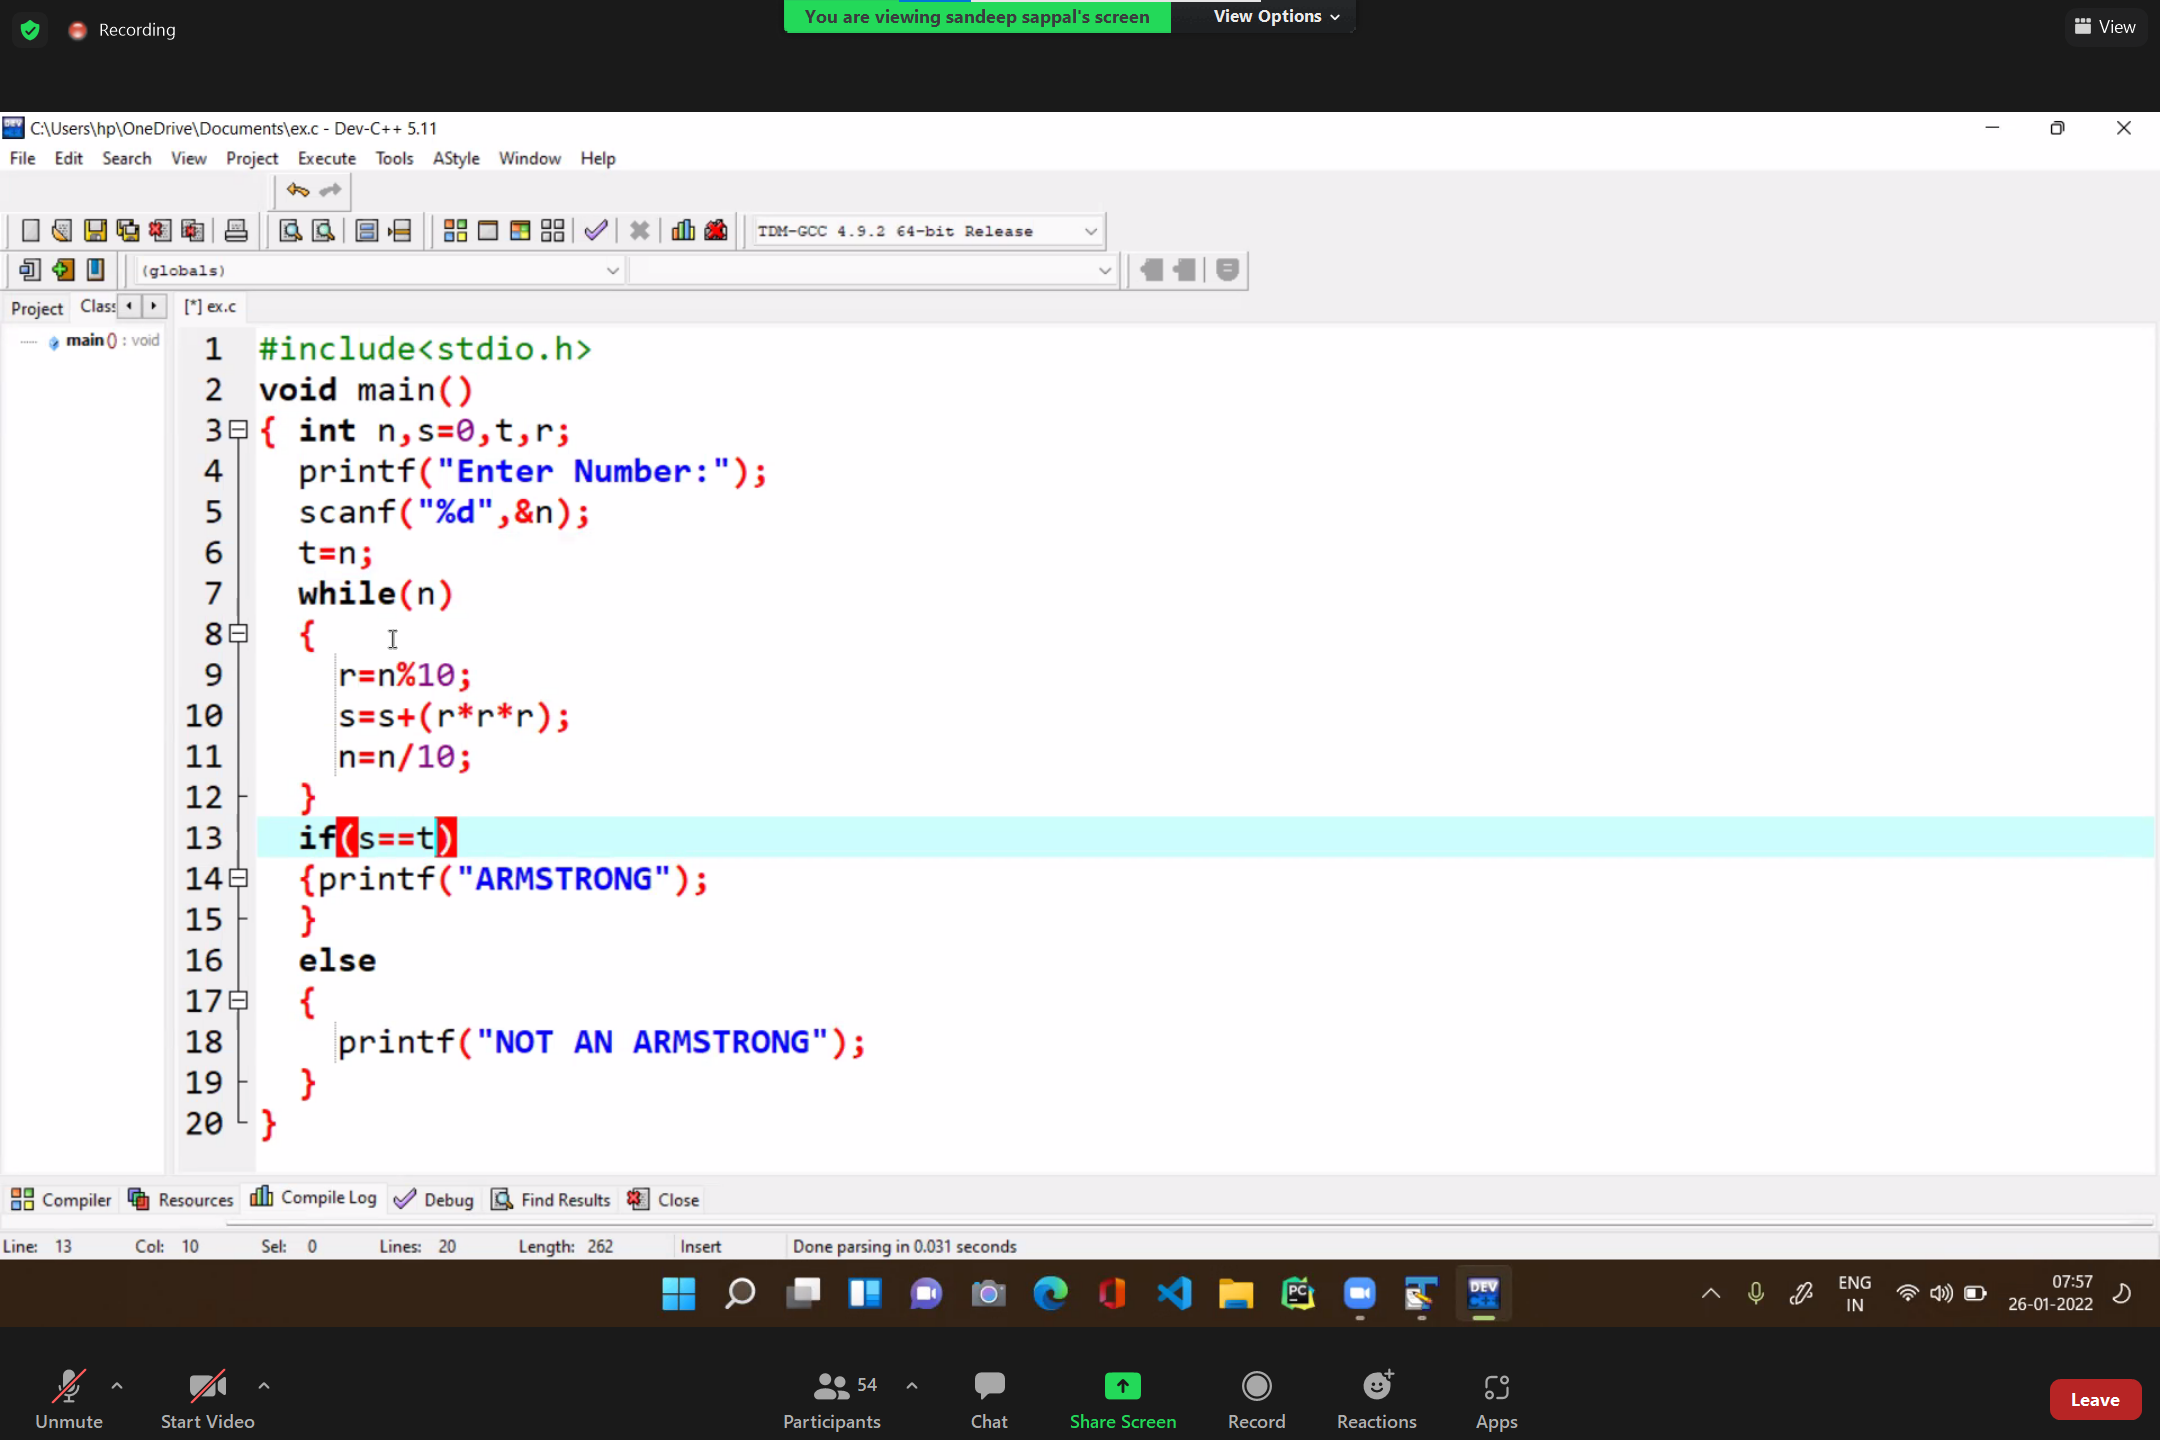 Recording
You are viewing sandeep sappal's screen View Options
View
C:\Users\hp\OneDrive\Documents\ex.c - Dev-C++ 5.11
File Edit Search View Project Execute Tools AStyle Window Help
TDM-GCC 4.9.2 64-bit Release
(globals)
Project Class [*] ex.c
main () : void
1 #include<stdio.h>
2 void main()
3 { int n,s=0,t,r;
4 printf("Enter Number:");
5 scanf("%d",&n);
6 t=n;
7 while(n)
8 {
9 r=n%10;
10 s=s+(r*r*r);
11 n=n/10;
12 }
13 if(s==t)
14 {printf("ARMSTRONG");
15 }
16 else
17 {
18 printf("NOT AN ARMSTRONG");
19 }
20 }
Compiler Resources Compile Log Debug Find Results Close
Line: 13 Col: 10 Sel: 0 Lines: 20 Length: 262 Insert Done parsing in 0.031 seconds
PC
DEV
ENG
IN
07:57
26-01-2022
54
Unmute Start Video Participants Chat Share Screen Record Reactions Apps Leave